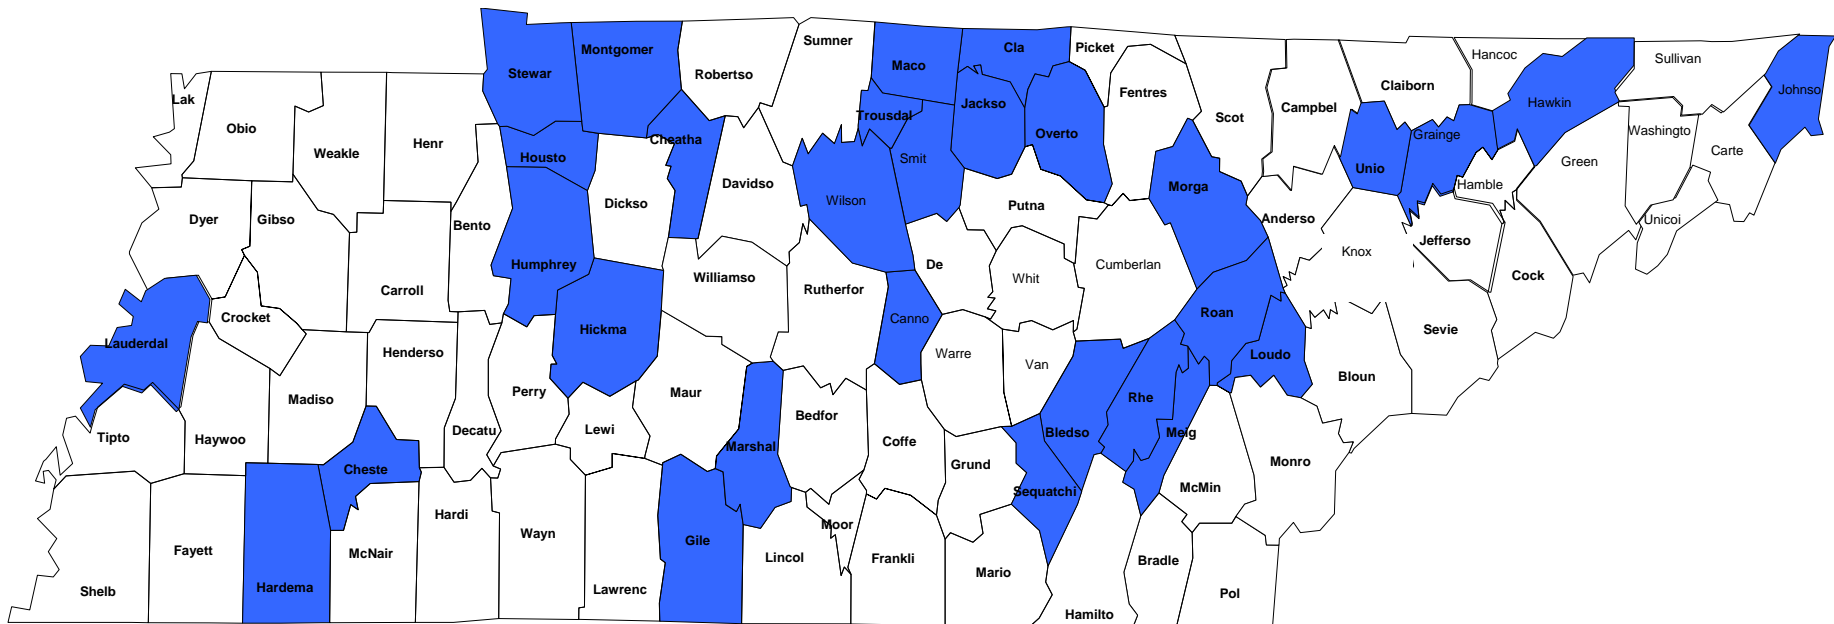 Lak
Obio
Weakle
Henr
Stewar
Montgomer
Robertso
Sumner
Maco
Cla
Picket
Fentres
Scot
Campbel
Claiborn
Hancoc
Hawkin
Sullivan
Johnso
Housto
Cheatha
Trousdal
Jackso
Overto
Smit
Morga
Unio
Grainge
Hamble
Green
Washingto
Carte
Unicoi
Dyer
Gibso
Bento
Dickso
Davidso
Wilson
Putna
Anderso
Knox
Jefferso
Cock
Humphrey
Williamso
Rutherfor
De
Whit
Cumberlan
Carroll
Crocket
Lauderdal
Hickma
Canno
Warre
Van
Roan
Loudo
Bloun
Sevie
Henderso
Madiso
Perry
Maur
Bedfor
Coffe
Rhe
Bledso
Meig
Tipto
Haywoo
Decatu
Lewi
Marshal
Cheste
Grund
Sequatchi
McMin
Monro
Hardi
Wayn
Gile
Moor
Lincol
Frankli
Mario
Bradle
Shelb
Fayett
Hardema
McNair
Lawrenc
Hamilto
Pol